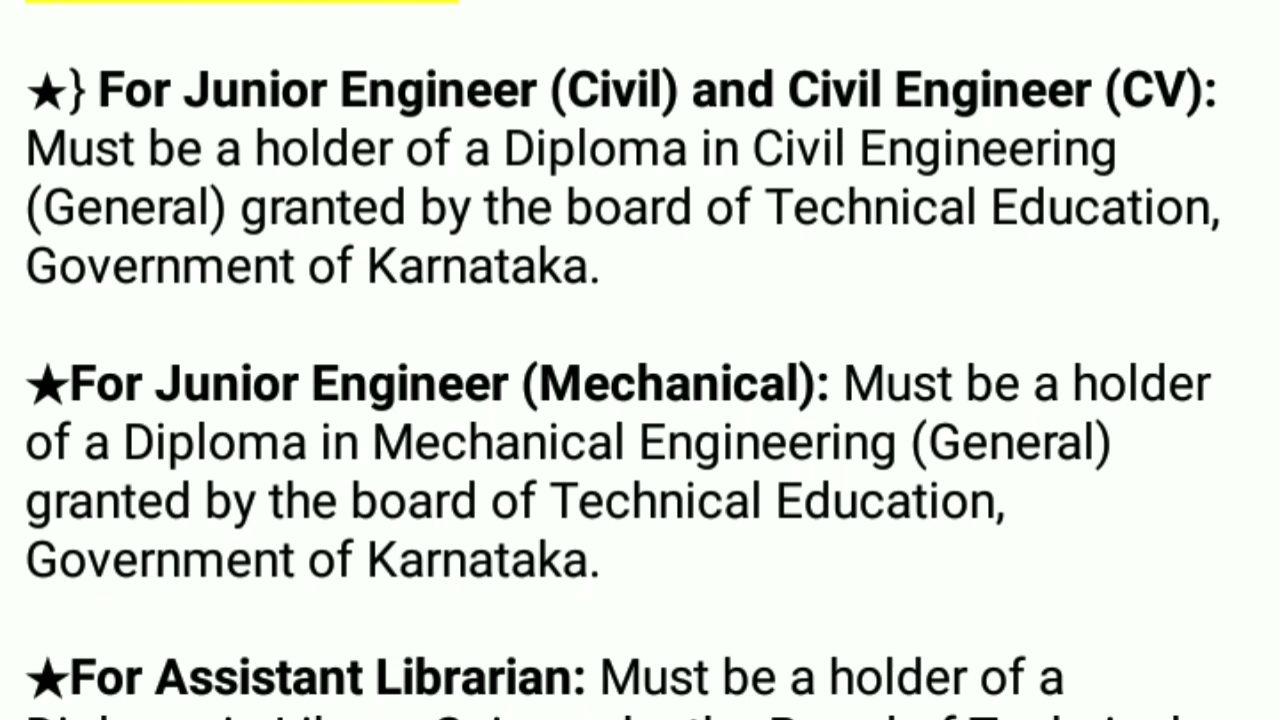 ★} For Junior Engineer (Civil) and Civil Engineer (CV):
Must be a holder of a Diploma in Civil Engineering
(General) granted by the board of Technical Education,
Government of Karnataka.
★For Junior Engineer (Mechanical): Must be a holder
of a Diploma in Mechanical Engineering (General)
granted by the board of Technical Education,
Government of Karnataka.
★For Assistant Librarian: Must be a holder of a